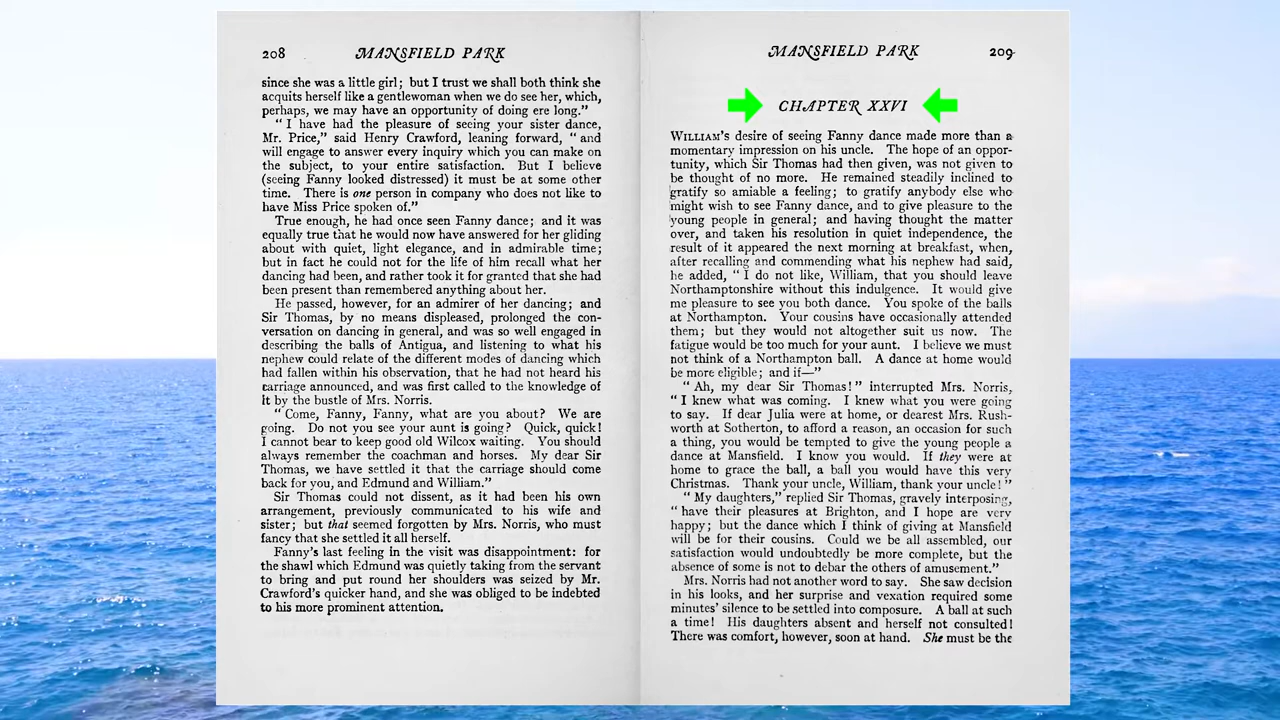 208 MANSFIELD PARK
since she was a little girl; but I trust we shall both think she
acquits herself like a gentlewoman when we do see her, which,
perhaps, we may have an opportunity of doing ere long.”
“ I have had the pleasure of seeing your sister dance,
Mr. Price,” said Henry Crawford, leaning forward, “ and
will engage to answer every inquiry which you can make on
the subject, to your entire satisfaction. But I believe
(seeing Fanny looked distressed) it must be at some other
time. There is one person in company who does not like to
have Miss Price spoken of.”
True enough, he had once seen Fanny dance; and it was
equally true that he would now have answered for her gliding
about with quiet, light elegance, and in admirable time;
but in fact he could not for the life of him recall what her
dancing had been, and rather took it for granted that she had
been present than remembered anything about her.
He passed, however, for an admirer of her dancing; and
Sir Thomas, by no means displeased, prolonged the con-
versation on dancing in general, and was so well engaged in
describing the balls of Antigua, and listening to what his
nephew could relate of the different modes of dancing which
had fallen within his observation, that he had not heard his
carriage announced, and was first called to the knowledge of
it by the bustle of Mrs. Norris.
“ Come, Fanny, Fanny, what are you about? We are
going. Do not you see your aunt is going? Quick, quick!
I cannot bear to keep good old Wilcox waiting. You should
always remember the coachman and horses. My dear Sir
Thomas, we have settled it that the carriage should come
back for you, and Edmund and William.”
Sir Thomas could not dissent, as it had been his own
arrangement, previously communicated to his wife and
sister; but that seemed forgotten by Mrs. Norris, who must
fancy that she settled it all herself.
Fanny’s last feeling in the visit was disappointment: for
the shawl which Edmund was quietly taking from the servant
to bring and put round her shoulders was seized by Mr.
Crawford’s quicker hand, and she was obliged to be indebted
to his more prominent attention.
MANSFIELD PARK 209
CHAPTER XXVI
WILLIAM’S desire of seeing Fanny dance made more than a
momentary impression on his uncle. The hope of an oppor-
tunity, which Sir Thomas had then given, was not given to
be thought of no more. He remained steadily inclined to
gratify so amiable a feeling; to gratify anybody else who
might wish to see Fanny dance, and to give pleasure to the
young people in general; and having thought the matter
over, and taken his resolution in quiet independence, the
result of it appeared the next morning at breakfast, when,
after recalling and commending what his nephew had said,
he added, “ I do not like, William, that you should leave
Northamptonshire without this indulgence. It would give
me pleasure to see you both dance. You spoke of the balls
at Northampton. Your cousins have occasionally attended
them; but they would not altogether suit us now. The
fatigue would be too much for your aunt. I believe we must
not think of a Northampton ball. A dance at home would
be more eligible; and if—”
“ Ah, my dear Sir Thomas! ” interrupted Mrs. Norris,
“ I knew what was coming. I knew what you were going
to say. If dear Julia were at home, or dearest Mrs. Rush-
worth at Sotherton, to afford a reason, an occasion for such
a thing, you would be tempted to give the young people a
dance at Mansfield. I know you would. If they were at
home to grace the ball, a ball you would have this very
Christmas. Thank your uncle, William, thank your uncle! ”
“ My daughters,” replied Sir Thomas, gravely interposing,
“ have their pleasures at Brighton, and I hope are very
happy; but the dance which I think of giving at Mansfield
will be for their cousins. Could we be all assembled, our
satisfaction would undoubtedly be more complete, but the
absence of some is not to debar the others of amusement.”
Mrs. Norris had not another word to say. She saw decision
in his looks, and her surprise and vexation required some
minutes’ silence to be settled into composure. A ball at such
a time! His daughters absent and herself not consulted!
There was comfort, however, soon at hand. She must be the